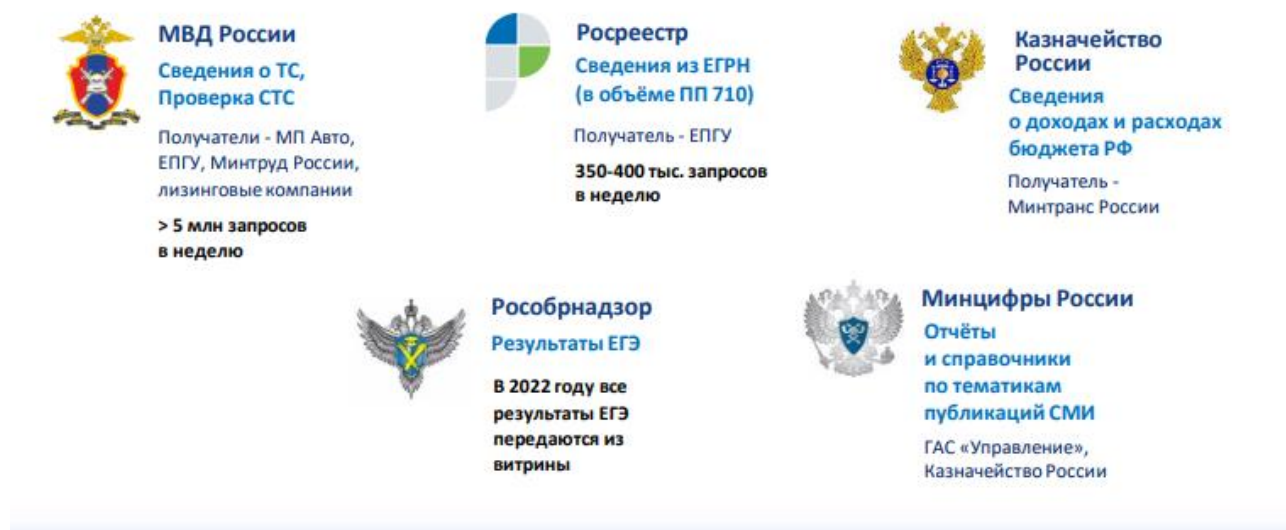 МВД России
Сведения о ТС,
Проверка СТС
Получатели - МП Авто,
ЕПГУ, Минтруд России,
лизинговые компании
> 5 млн запросов
в неделю
Росреестр
Сведения из ЕГРН
(в объёме ПП 710)
Получатель - ЕПГУ
350-400 тыс. запросов
в неделю
Казначейство
России
Сведения
о доходах и расходах
бюджета РФ
Получатель -
Минтранс России
Рособрнадзор
Результаты ЕГЭ
В 2022 году все
результаты ЕГЭ
передаются из
витрины
Минцифры России
Отчёты
и справочники
по тематикам
публикаций СМИ
ГАС «Управление»,
Казначейство России